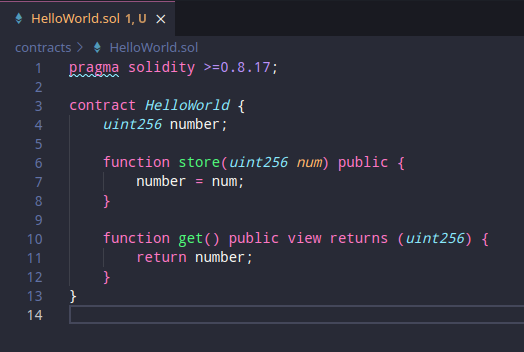 HelloWorld.sol 1, U ×
contracts > HelloWorld.sol
1 pragma solidity >=0.8.17;
2
3 contract HelloWorld {
4     uint256 number;
5
6     function store(uint256 num) public {
7         number = num;
8     }
9
10     function get() public view returns (uint256) {
11         return number;
12     }
13 }
14